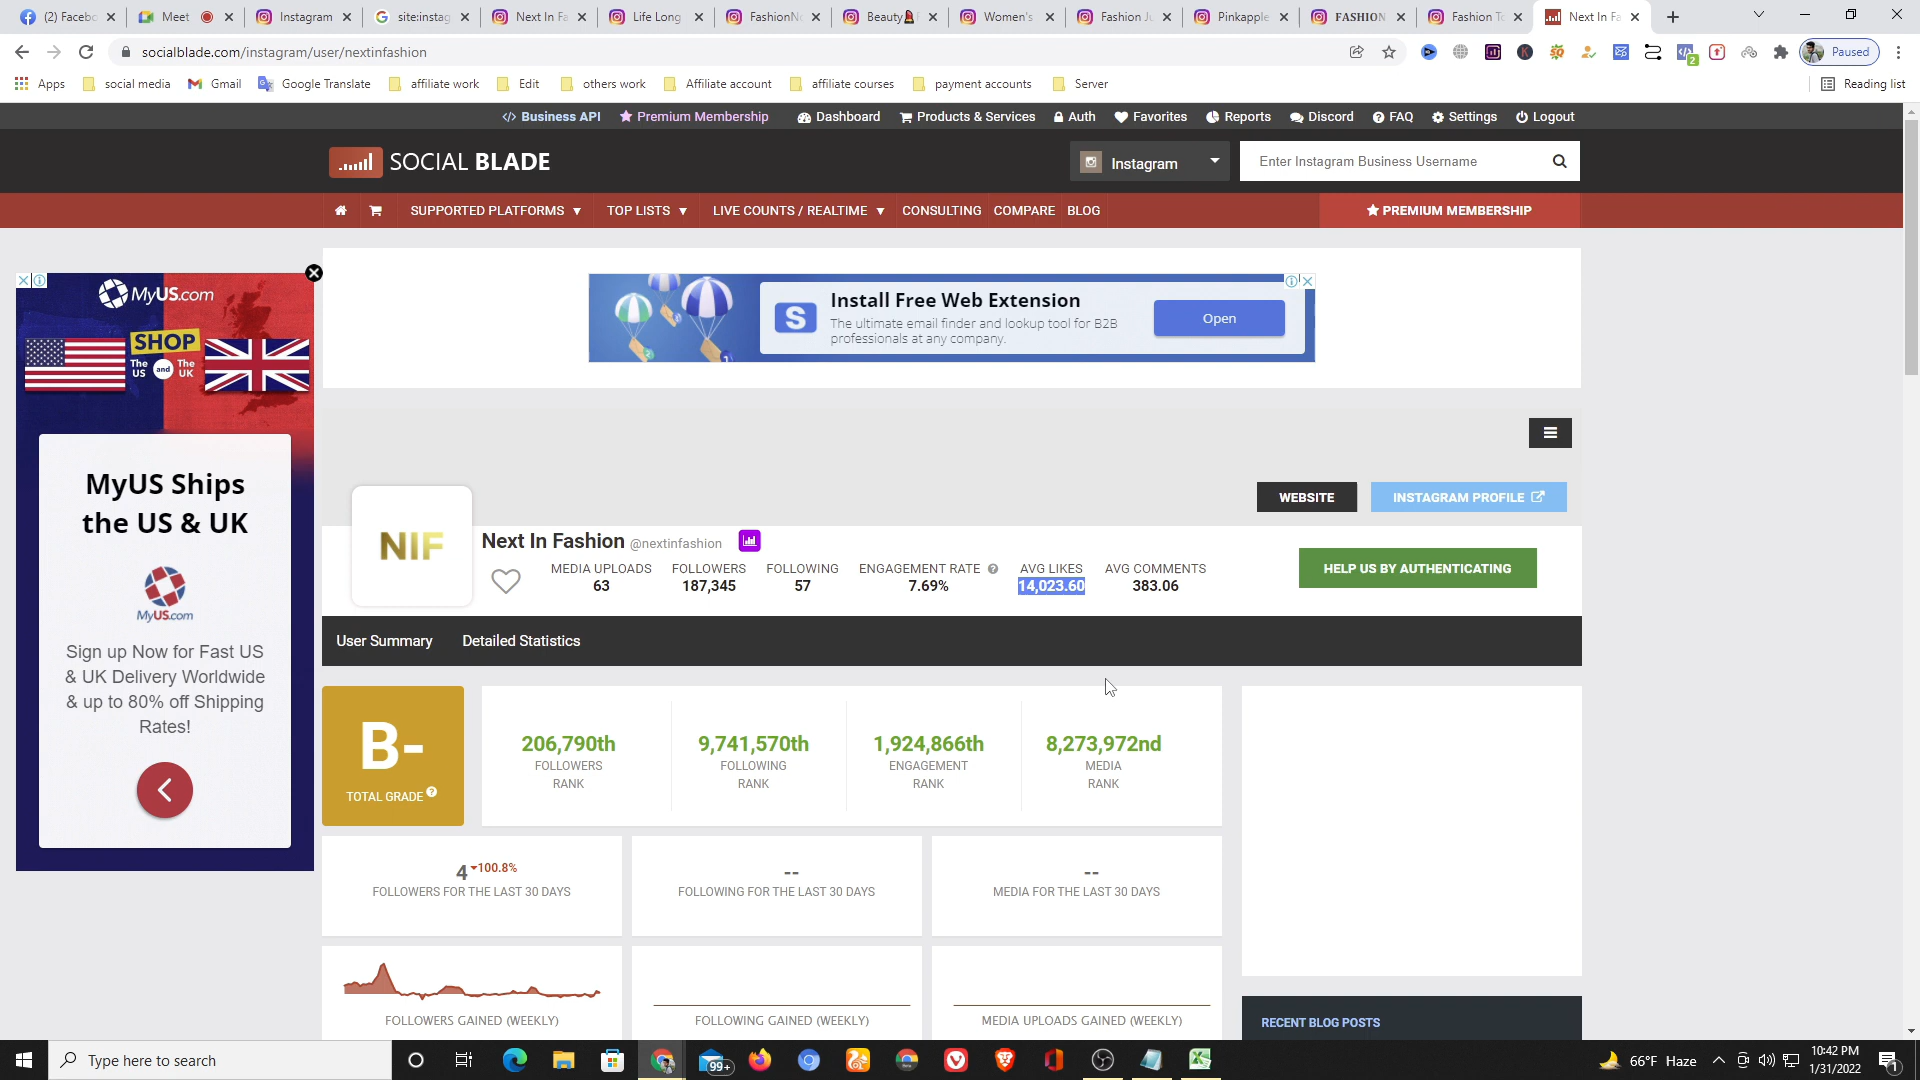 (2) Facebo
Meet
Instagram
site:instag
Next In Fa
Life Long
FashionNo
Beauty
Women's
Fashion Ju
Pinkapple
FASHION
Fashion To
Next In Fa
socialblade.com/instagram/user/nextinfashion
Paused
Apps
social media
Gmail
Google Translate
affiliate work
Edit
others work
Affiliate account
affiliate courses
payment accounts
Server
Reading list
</> Business API
Premium Membership
Dashboard
Products & Services
Auth
Favorites
Reports
Discord
FAQ
Settings
Logout
SOCIAL BLADE
Instagram
Enter Instagram Business Username
SUPPORTED PLATFORMS
TOP LISTS
LIVE COUNTS / REALTIME
CONSULTING
COMPARE
BLOG
PREMIUM MEMBERSHIP
MyUS.com
SHOP
The US and The UK
MyUS Ships
the US & UK
MyUS.com
Sign up Now for Fast US
& UK Delivery Worldwide
& up to 80% off Shipping
Rates!
S
Install Free Web Extension
The ultimate email finder and lookup tool for B2B
professionals at any company.
Open
WEBSITE
INSTAGRAM PROFILE
NIF
Next In Fashion @nextinfashion
MEDIA UPLOADS
63
FOLLOWERS
187,345
FOLLOWING
57
ENGAGEMENT RATE
7.69%
AVG LIKES
14,023.60
AVG COMMENTS
383.06
HELP US BY AUTHENTICATING
User Summary
Detailed Statistics
B-
TOTAL GRADE
206,790th
FOLLOWERS
RANK
9,741,570th
FOLLOWING
RANK
1,924,866th
ENGAGEMENT
RANK
8,273,972nd
MEDIA
RANK
4 -100.8%
FOLLOWERS FOR THE LAST 30 DAYS
--
FOLLOWING FOR THE LAST 30 DAYS
--
MEDIA FOR THE LAST 30 DAYS
FOLLOWERS GAINED (WEEKLY)
FOLLOWING GAINED (WEEKLY)
MEDIA UPLOADS GAINED (WEEKLY)
RECENT BLOG POSTS
Type here to search
99+
66°F Haze
10:42 PM
1/31/2022
1